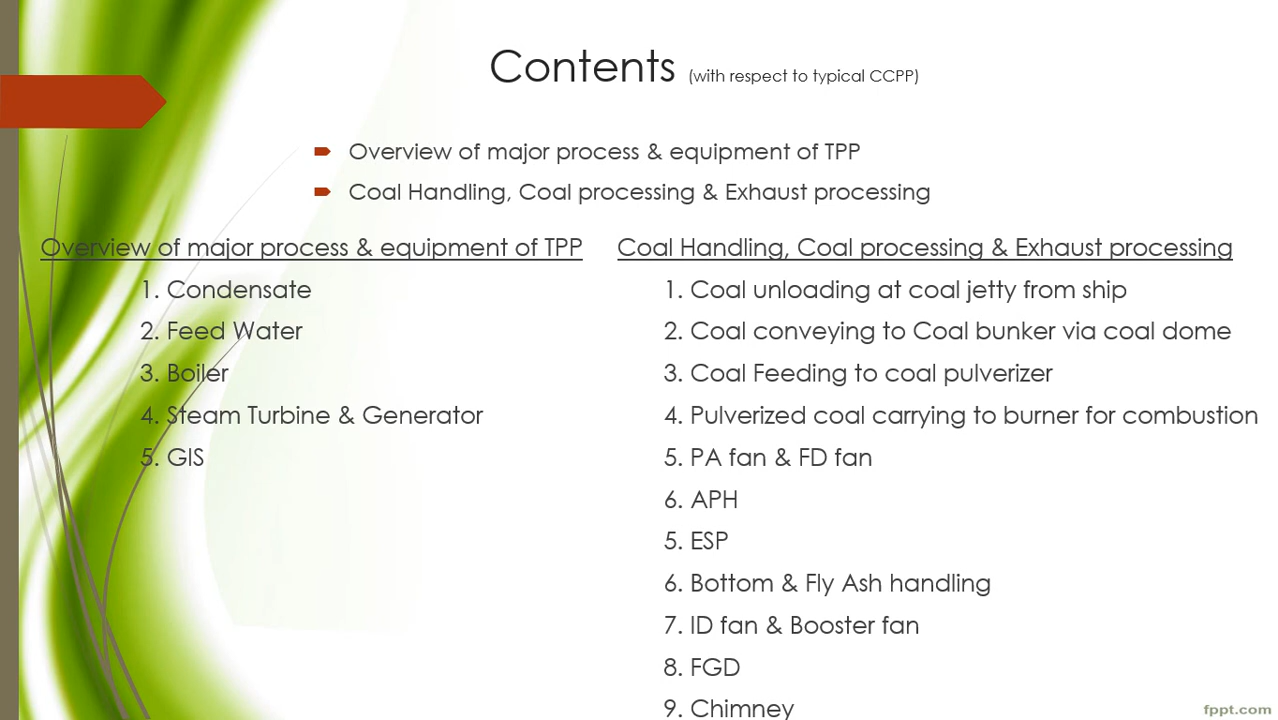 Contents (with respect to typical CCPP)
Overview of major process & equipment of TPP
Coal Handling, Coal processing & Exhaust processing
Overview of major process & equipment of TPP
1. Condensate
2. Feed Water
3. Boiler
4. Steam Turbine & Generator
5. GIS
Coal Handling, Coal processing & Exhaust processing
1. Coal unloading at coal jetty from ship
2. Coal conveying to Coal bunker via coal dome
3. Coal Feeding to coal pulverizer
4. Pulverized coal carrying to burner for combustion
5. PA fan & FD fan
6. APH
5. ESP
6. Bottom & Fly Ash handling
7. ID fan & Booster fan
8. FGD
9. Chimney
fppt.com